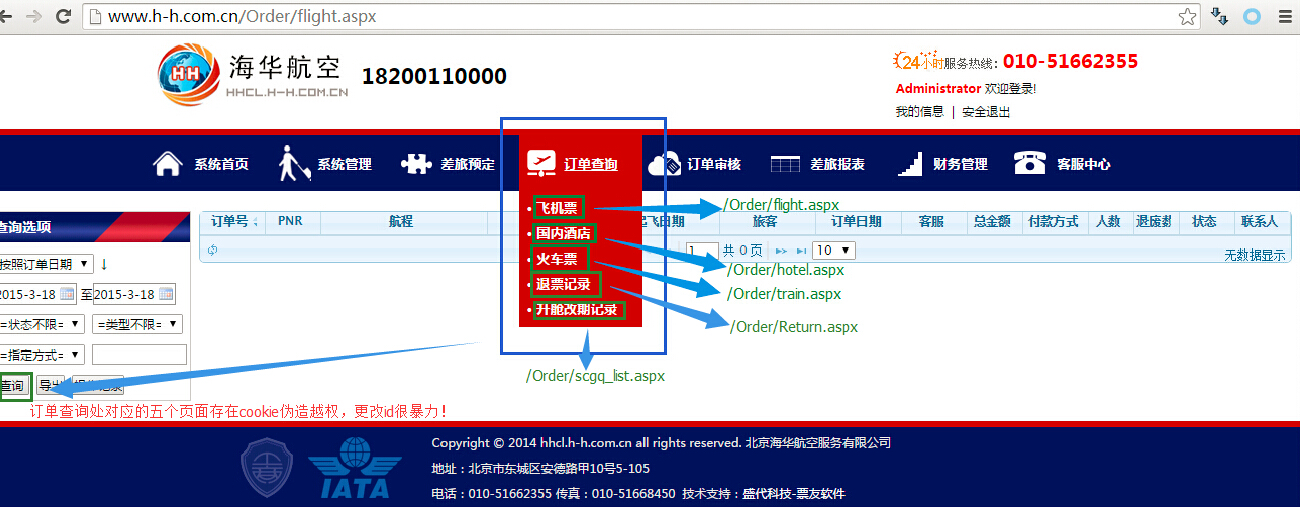 www.h-h.com.cn/Order/flight.aspx
海华航空
HHCL.H-H.COM.CN
18200110000
24小时服务热线: 010-51662355
Administrator 欢迎登录!
我的信息 | 安全退出
系统首页 系统管理 差旅预定 订单查询 订单审核 差旅报表 财务管理 客服中心
• 飞机票
• 国内酒店
• 火车票
• 退票记录
• 升舱改期记录
/Order/flight.aspx
/Order/hotel.aspx
/Order/train.aspx
/Order/Return.aspx
/Order/scgq_list.aspx
查询选项
按照订单日期
2015-3-18 至 2015-3-18
=状态不限= =类型不限=
=指定方式=
查询 导出
订单号 PNR 航程 起飞日期 旅客 订单日期 客服 总金额 付款方式 人数 退废 状态 联系人
1 共 0 页 10
无数据显示
订单查询处对应的五个页面存在cookie伪造越权，更改id很暴力！
HH
IATA
Copyright © 2014 hhcl.h-h.com.cn all rights reserved. 北京海华航空服务有限公司
地址：北京市东城区安德路甲10号5-105
电话：010-51662355 传真：010-51668450 技术支持：盛代科技-票友软件